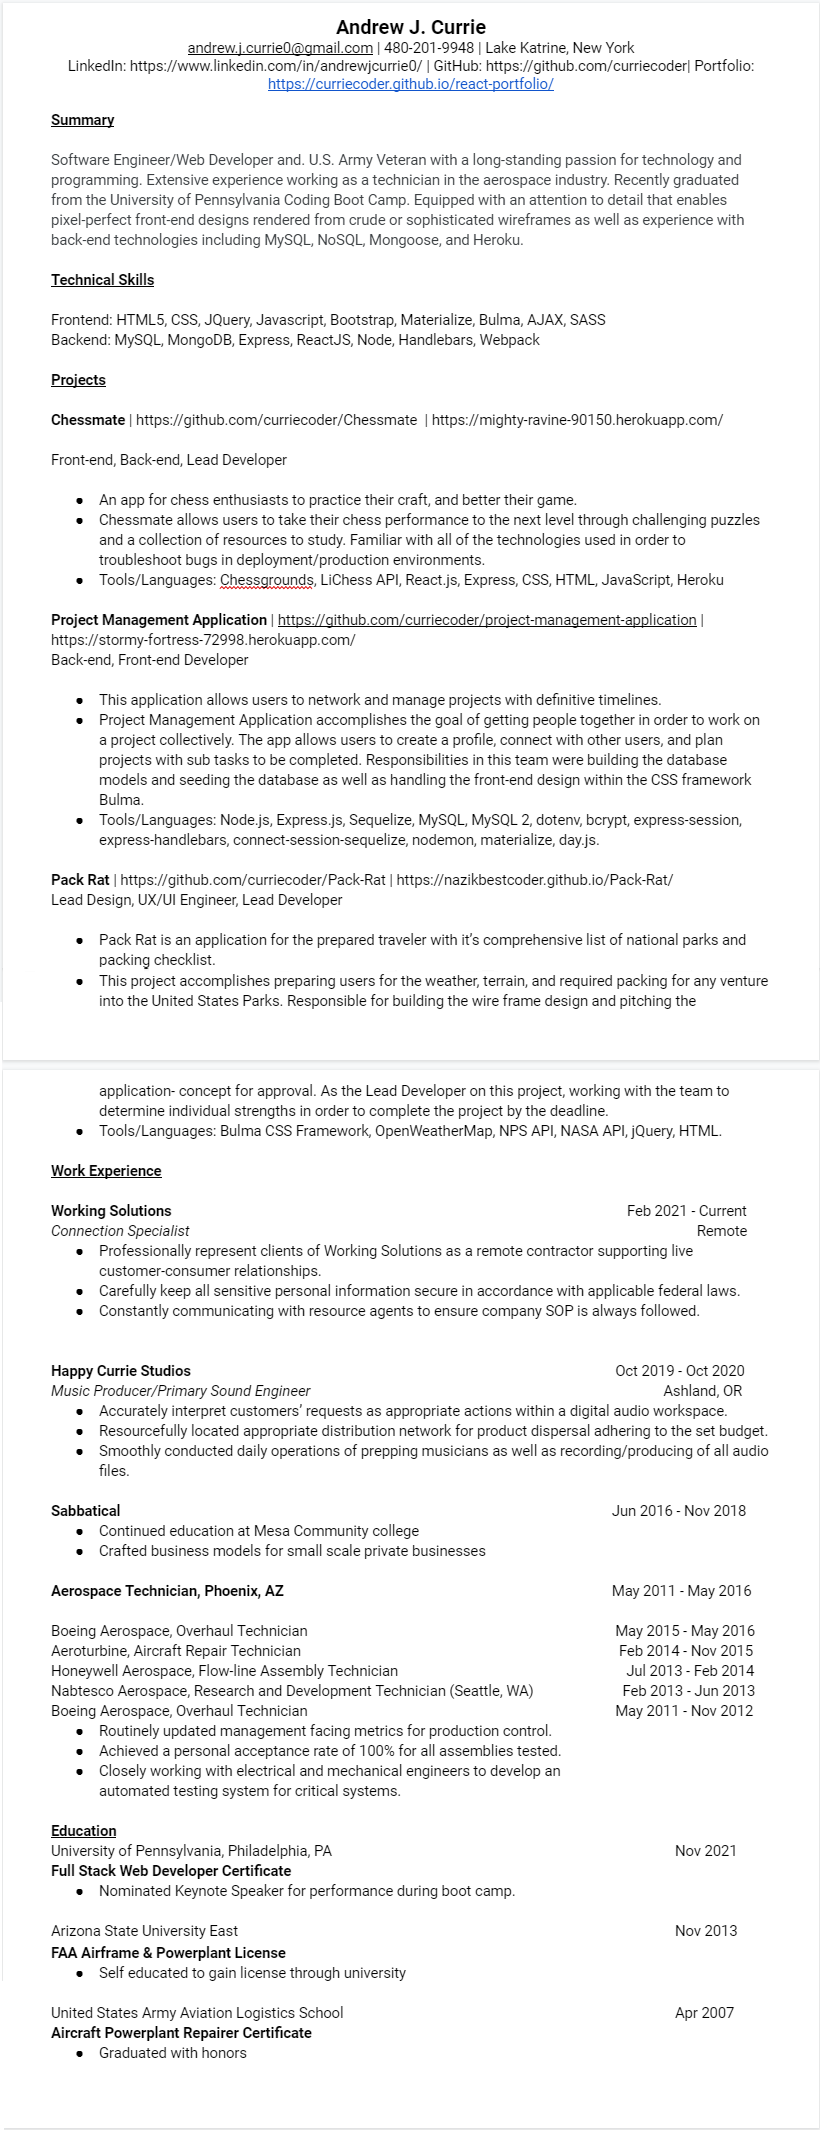 Andrew J. Currie
andrew.j.currie0@gmail.com | 480-201-9948 | Lake Katrine, New York
LinkedIn: https://www.linkedin.com/in/andrewjcurrie0/ | GitHub: https://github.com/curriecoder| Portfolio:
https://curriecoder.github.io/react-portfolio/
Summary
Software Engineer/Web Developer and. U.S. Army Veteran with a long-standing passion for technology and
programming. Extensive experience working as a technician in the aerospace industry. Recently graduated
from the University of Pennsylvania Coding Boot Camp. Equipped with an attention to detail that enables
pixel-perfect front-end designs rendered from crude or sophisticated wireframes as well as experience with
back-end technologies including MySQL, NoSQL, Mongoose, and Heroku.
Technical Skills
Frontend: HTML5, CSS, JQuery, Javascript, Bootstrap, Materialize, Bulma, AJAX, SASS
Backend: MySQL, MongoDB, Express, ReactJS, Node, Handlebars, Webpack
Projects
Chessmate | https://github.com/curriecoder/Chessmate | https://mighty-ravine-90150.herokuapp.com/
Front-end, Back-end, Lead Developer
● An app for chess enthusiasts to practice their craft, and better their game.
● Chessmate allows users to take their chess performance to the next level through challenging puzzles
and a collection of resources to study. Familiar with all of the technologies used in order to
troubleshoot bugs in deployment/production environments.
● Tools/Languages: Chessgrounds, LiChess API, React.js, Express, CSS, HTML, JavaScript, Heroku
Project Management Application | https://github.com/curriecoder/project-management-application |
https://stormy-fortress-72998.herokuapp.com/
Back-end, Front-end Developer
● This application allows users to network and manage projects with definitive timelines.
● Project Management Application accomplishes the goal of getting people together in order to work on
a project collectively. The app allows users to create a profile, connect with other users, and plan
projects with sub tasks to be completed. Responsibilities in this team were building the database
models and seeding the database as well as handling the front-end design within the CSS framework
Bulma.
● Tools/Languages: Node.js, Express.js, Sequelize, MySQL, MySQL 2, dotenv, bcrypt, express-session,
express-handlebars, connect-session-sequelize, nodemon, materialize, day.js.
Pack Rat | https://github.com/curriecoder/Pack-Rat | https://nazikbestcoder.github.io/Pack-Rat/
Lead Design, UX/UI Engineer, Lead Developer
● Pack Rat is an application for the prepared traveler with it's comprehensive list of national parks and
packing checklist.
● This project accomplishes preparing users for the weather, terrain, and required packing for any venture
into the United States Parks. Responsible for building the wire frame design and pitching the
application- concept for approval. As the Lead Developer on this project, working with the team to
determine individual strengths in order to complete the project by the deadline.
● Tools/Languages: Bulma CSS Framework, OpenWeatherMap, NPS API, NASA API, jQuery, HTML.
Work Experience
Working Solutions Feb 2021 - Current
Connection Specialist Remote
● Professionally represent clients of Working Solutions as a remote contractor supporting live
customer-consumer relationships.
● Carefully keep all sensitive personal information secure in accordance with applicable federal laws.
● Constantly communicating with resource agents to ensure company SOP is always followed.
Happy Currie Studios Oct 2019 - Oct 2020
Music Producer/Primary Sound Engineer Ashland, OR
● Accurately interpret customers' requests as appropriate actions within a digital audio workspace.
● Resourcefully located appropriate distribution network for product dispersal adhering to the set budget.
● Smoothly conducted daily operations of prepping musicians as well as recording/producing of all audio
files.
Sabbatical Jun 2016 - Nov 2018
● Continued education at Mesa Community college
● Crafted business models for small scale private businesses
Aerospace Technician, Phoenix, AZ May 2011 - May 2016
Boeing Aerospace, Overhaul Technician May 2015 - May 2016
Aeroturbine, Aircraft Repair Technician Feb 2014 - Nov 2015
Honeywell Aerospace, Flow-line Assembly Technician Jul 2013 - Feb 2014
Nabtesco Aerospace, Research and Development Technician (Seattle, WA) Feb 2013 - Jun 2013
Boeing Aerospace, Overhaul Technician May 2011 - Nov 2012
● Routinely updated management facing metrics for production control.
● Achieved a personal acceptance rate of 100% for all assemblies tested.
● Closely working with electrical and mechanical engineers to develop an
automated testing system for critical systems.
Education
University of Pennsylvania, Philadelphia, PA Nov 2021
Full Stack Web Developer Certificate
● Nominated Keynote Speaker for performance during boot camp.
Arizona State University East Nov 2013
FAA Airframe & Powerplant License
● Self educated to gain license through university
United States Army Aviation Logistics School Apr 2007
Aircraft Powerplant Repairer Certificate
● Graduated with honors